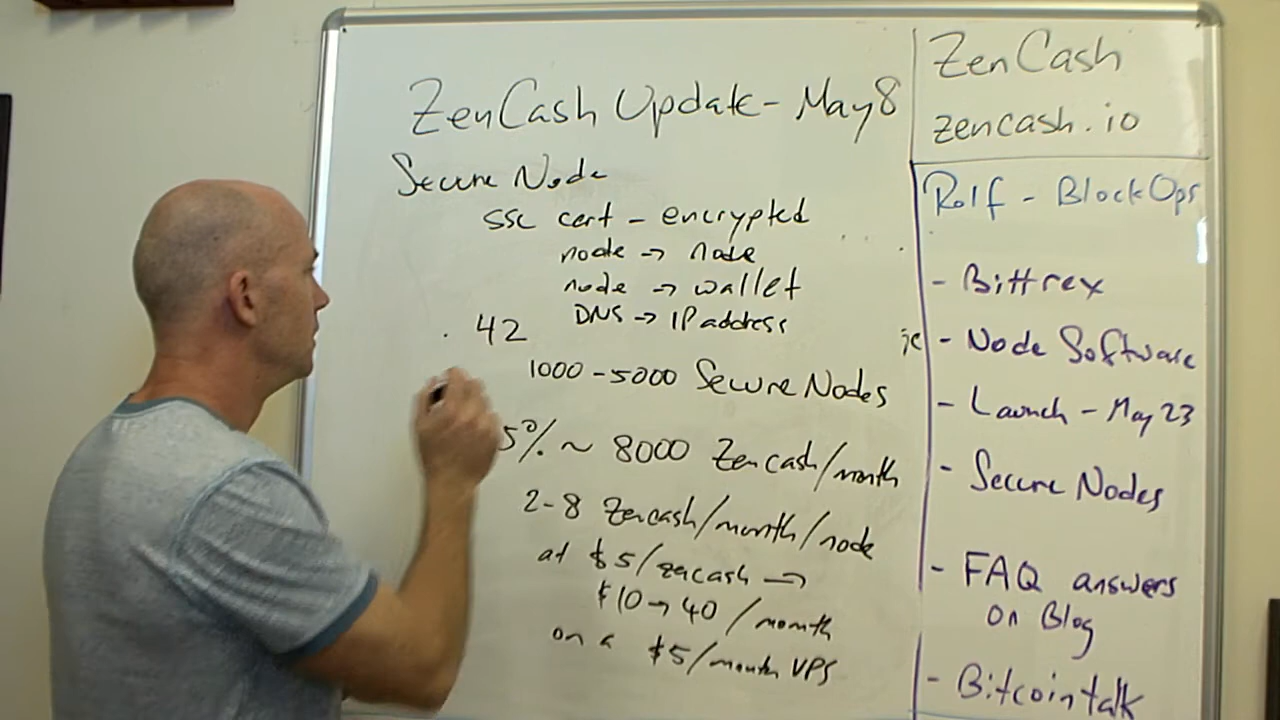 ZenCash Update - May 8
Secure Node
SSL cert - encrypted
node → node
node → wallet
DNS → IP address
42
1000 - 5000 Secure Nodes
5% ~ 8000 Zencash/month
2-8 Zencash/month/node
at $5/zencash →
$10 → 40 /month
on a $5/month VPS
ZenCash
zencash.io
Rolf - BlockOps
- Bittrex
- Node Software
- Launch - May 23
- Secure Nodes
- FAQ answers
on Blog
- Bitcointalk